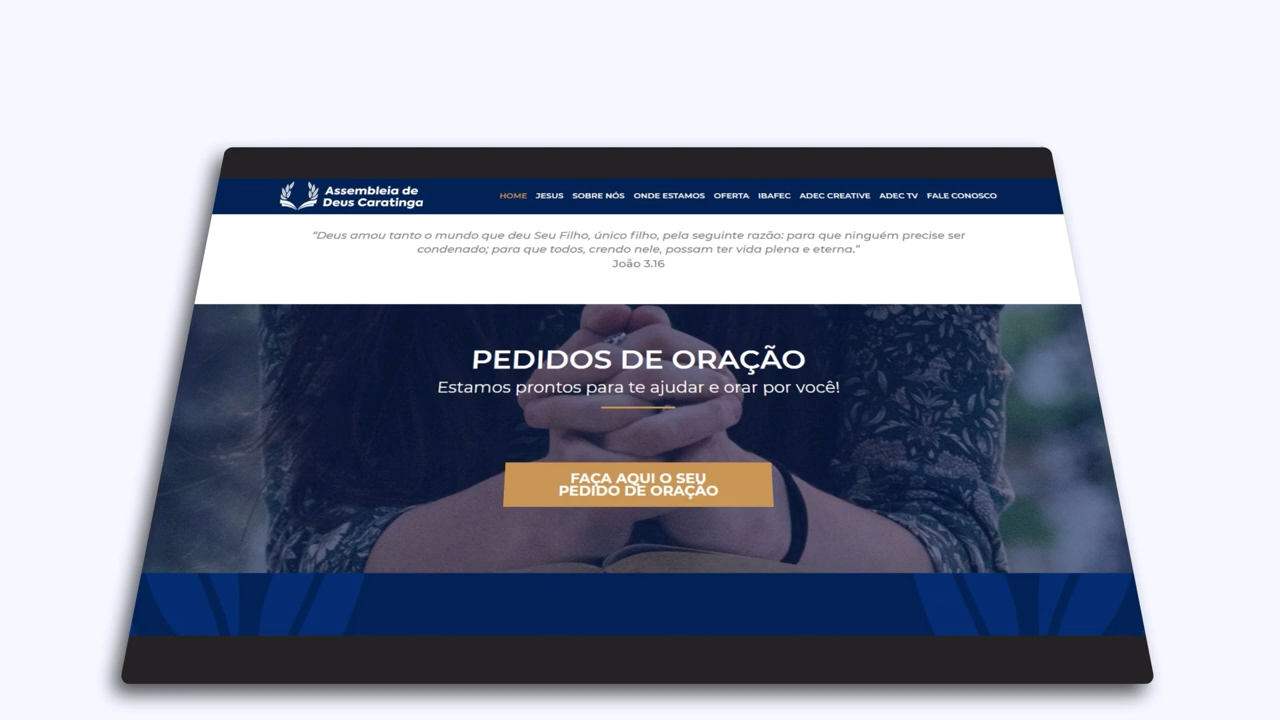 Assembleia de
Deus Caratinga
HOME JESUS SOBRE NÓS ONDE ESTAMOS OFERTA IBAFEC ADEC CREATIVE ADEC TV FALE CONOSCO
“Deus amou tanto o mundo que deu Seu Filho, único filho, pela seguinte razão: para que ninguém precise ser
condenado; para que todos, crendo nele, possam ter vida plena e eterna.”
João 3.16
PEDIDOS DE ORAÇÃO
Estamos prontos para te ajudar e orar por você!
FAÇA AQUI O SEU
PEDIDO DE ORAÇÃO